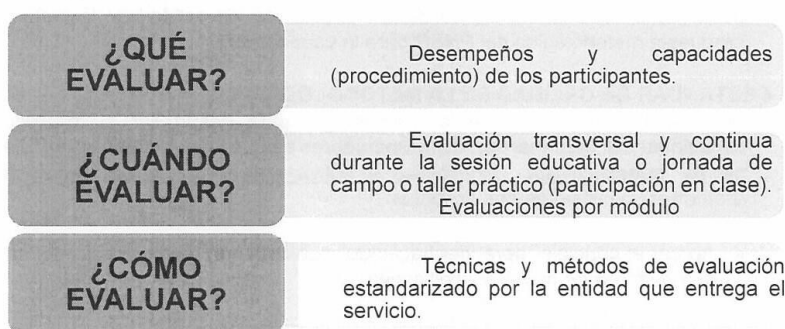 ¿QUÉ
EVALUAR?
Desempeños y capacidades
(procedimiento) de los participantes.
¿CUÁNDO
EVALUAR?
Evaluación transversal y continua
durante la sesión educativa o jornada de
campo o taller práctico (participación en clase).
Evaluaciones por módulo
¿CÓMO
EVALUAR?
Técnicas y métodos de evaluación
estandarizado por la entidad que entrega el
servicio.